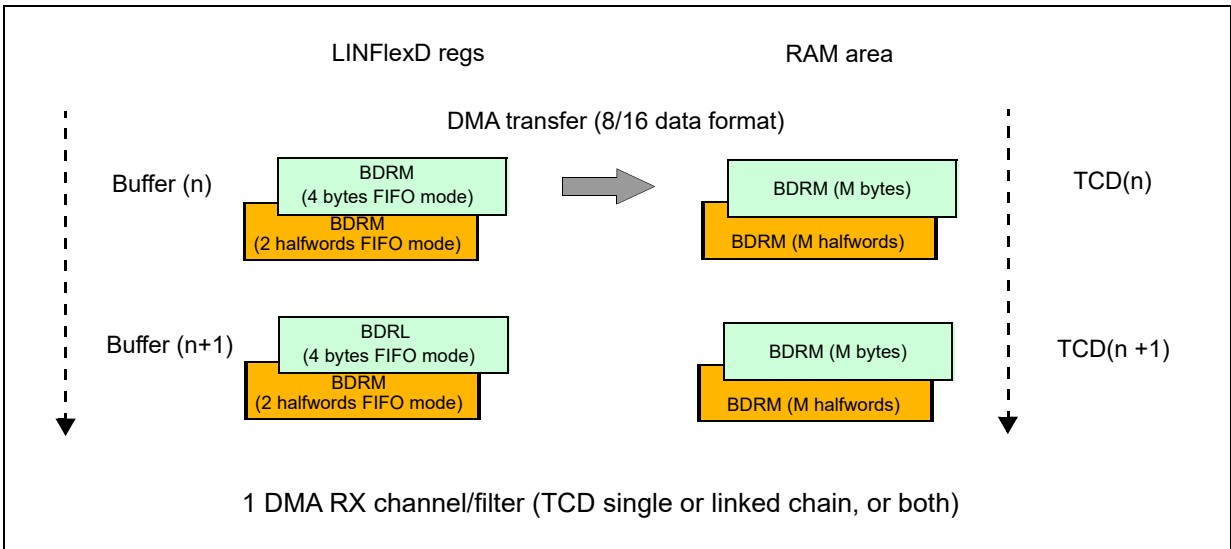 LINFlexD regs
RAM area
DMA transfer (8/16 data format)
Buffer (n)
BDRM
(4 bytes FIFO mode)
BDRM
(2 halfwords FIFO mode)
BDRM (M bytes)
BDRM (M halfwords)
TCD(n)
Buffer (n+1)
BDRL
(4 bytes FIFO mode)
BDRM
(2 halfwords FIFO mode)
BDRM (M bytes)
BDRM (M halfwords)
TCD(n +1)
1 DMA RX channel/filter (TCD single or linked chain, or both)